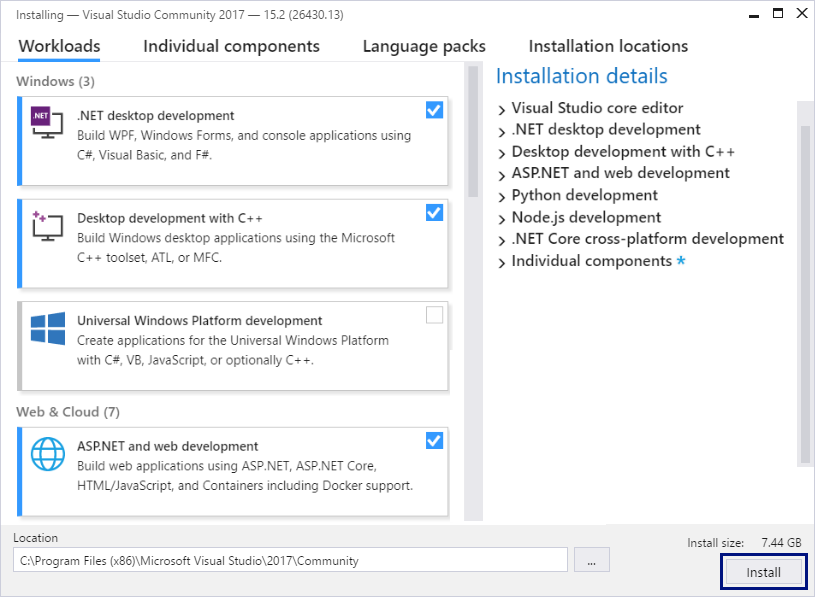 Installing — Visual Studio Community 2017 — 15.2 (26430.13)
Workloads Individual components Language packs Installation locations
Windows (3)
.NET
.NET desktop development
Build WPF, Windows Forms, and console applications using
C#, Visual Basic, and F#.
Desktop development with C++
Build Windows desktop applications using the Microsoft
C++ toolset, ATL, or MFC.
Universal Windows Platform development
Create applications for the Universal Windows Platform
with C#, VB, JavaScript, or optionally C++.
Web & Cloud (7)
ASP.NET and web development
Build web applications using ASP.NET, ASP.NET Core,
HTML/JavaScript, and Containers including Docker support.
Installation details
Visual Studio core editor
.NET desktop development
Desktop development with C++
ASP.NET and web development
Python development
Node.js development
.NET Core cross-platform development
Individual components *
Location
C:\Program Files (x86)\Microsoft Visual Studio\2017\Community
...
Install size: 7.44 GB
Install